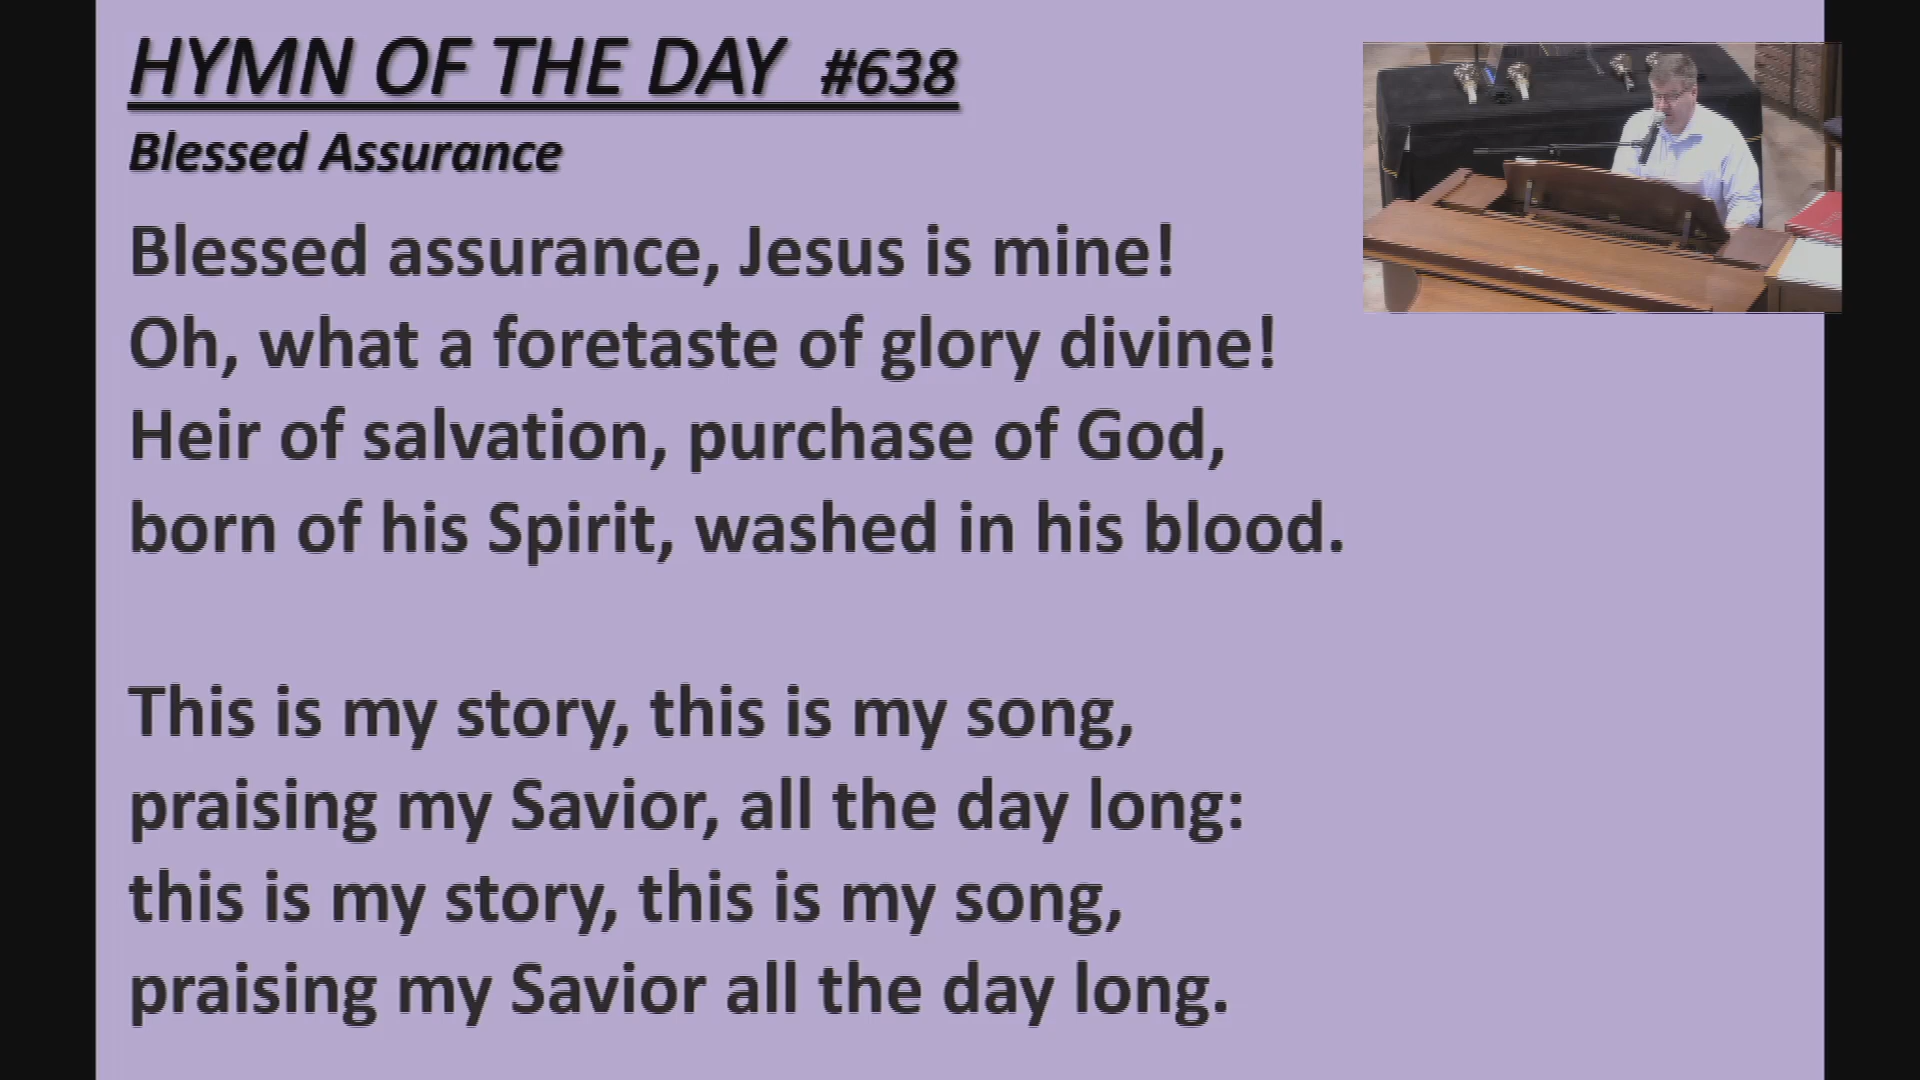 HYMN OF THE DAY #638
Blessed Assurance
Blessed assurance, Jesus is mine!
Oh, what a foretaste of glory divine!
Heir of salvation, purchase of God,
born of his Spirit, washed in his blood.
This is my story, this is my song,
praising my Savior, all the day long:
this is my story, this is my song,
praising my Savior all the day long.